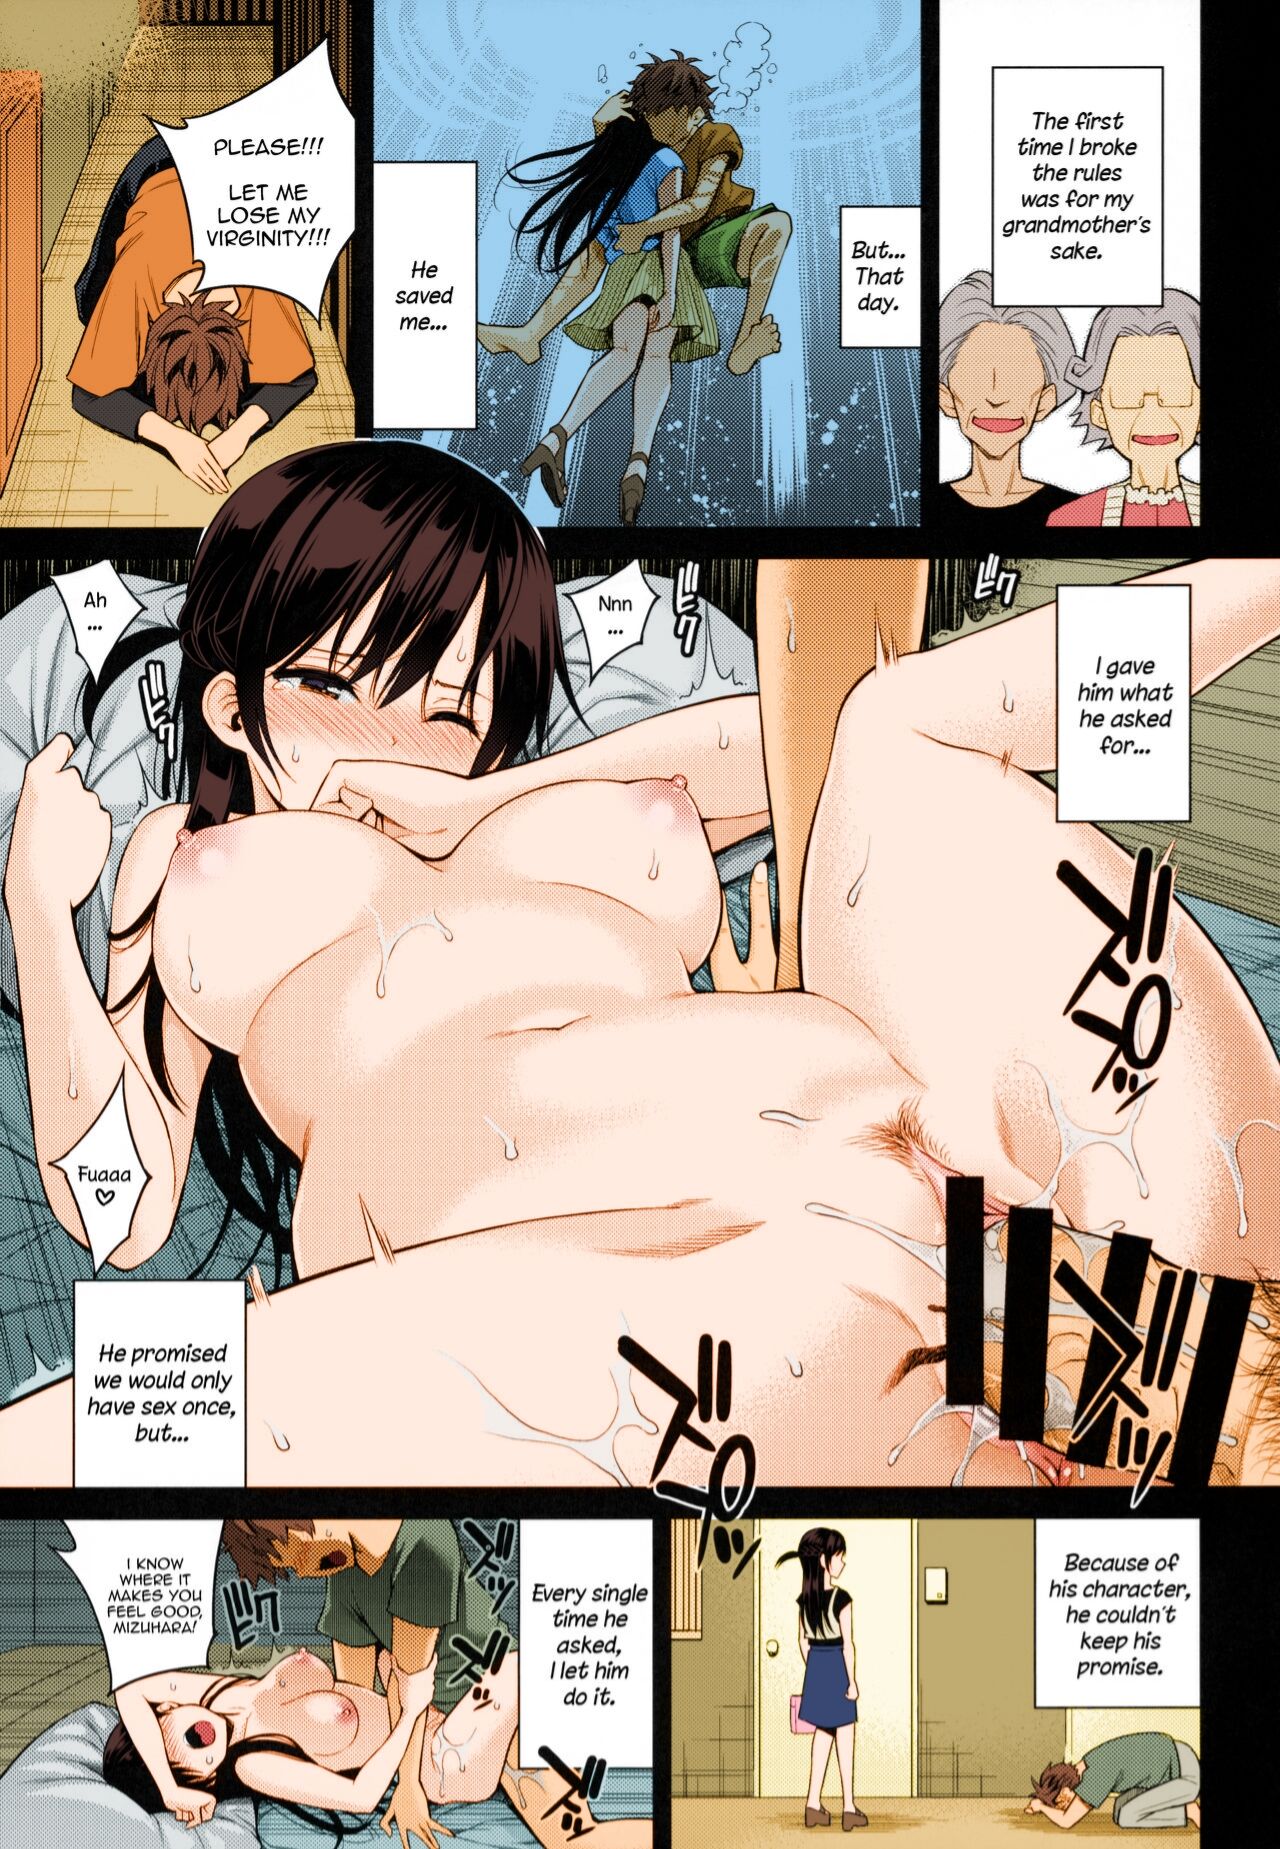 The first
time I broke
the rules
was for my
grandmother's
sake.
But...
That
day.
He
saved
me...
PLEASE!!!
LET ME
LOSE MY
VIRGINITY!!!
I gave
him what
he asked
for...
Nnn
...
Ah
...
Fuaaa
♡
He promised
we would only
have sex once,
but...
Because of
his character,
he couldn't
keep his
promise.
Every single
time he
asked,
I let him
do it.
I KNOW
WHERE IT
MAKES YOU
FEEL GOOD,
MIZUHARA!